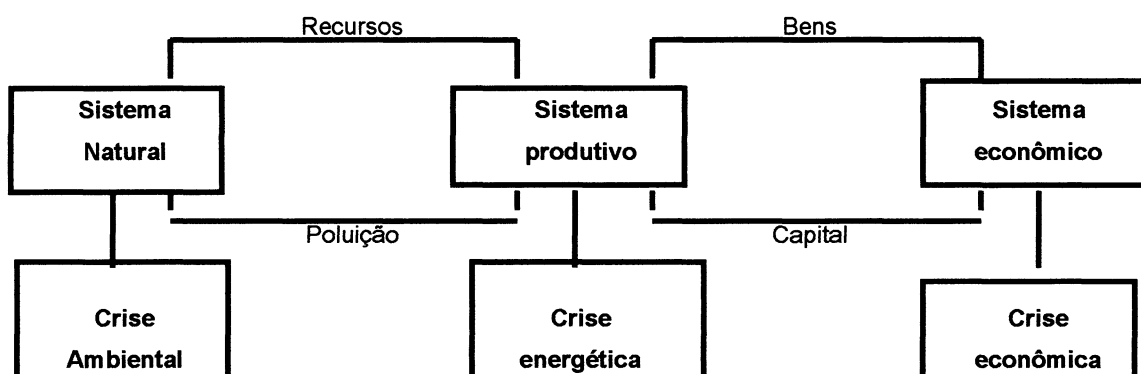 Recursos
Bens
Sistema
Natural
Sistema
produtivo
Sistema
econômico
Poluição
Capital
Crise
Ambiental
Crise
energética
Crise
econômica